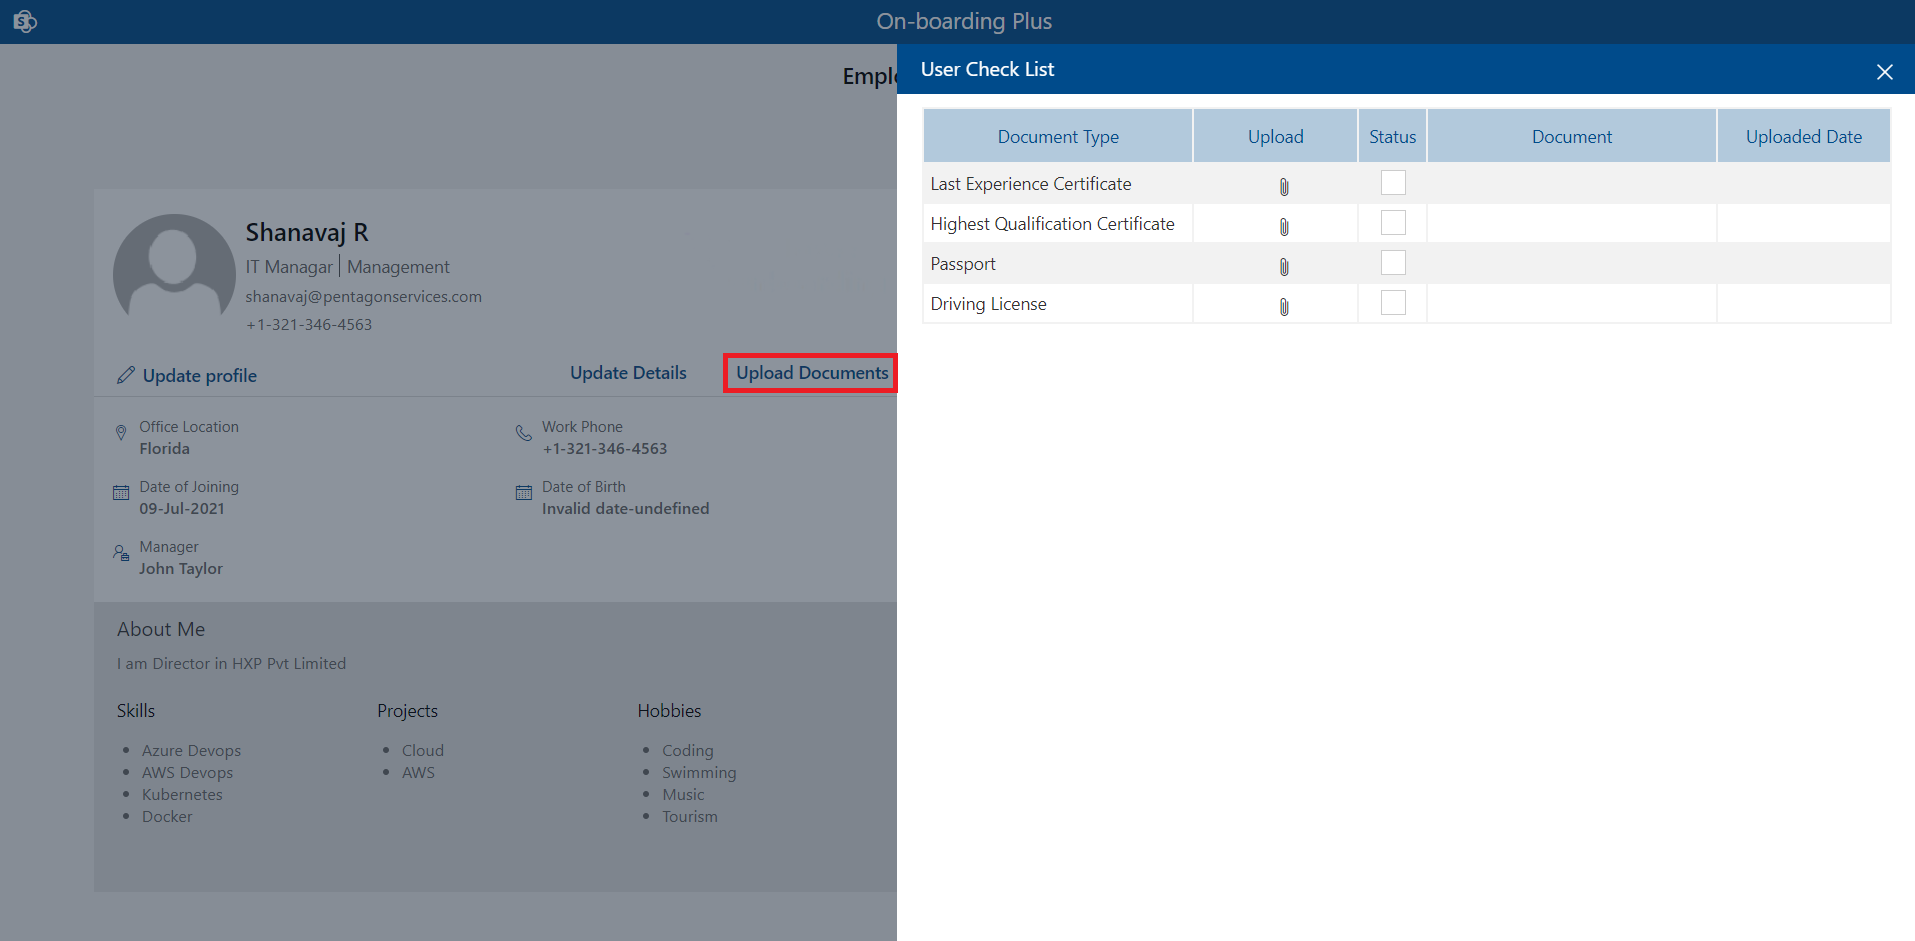 On-boarding Plus
Emplo
User Check List
Document Type Upload Status Document Uploaded Date
Last Experience Certificate
Highest Qualification Certificate
Passport
Driving License
Shanavaj R
IT Managar | Management
shanavaj@pentagonservices.com
+1-321-346-4563
Update profile Update Details Upload Documents
Office Location
Florida
Work Phone
+1-321-346-4563
Date of Joining
09-Jul-2021
Date of Birth
Invalid date-undefined
Manager
John Taylor
About Me
I am Director in HXP Pvt Limited
Skills
Azure Devops
AWS Devops
Kubernetes
Docker
Projects
Cloud
AWS
Hobbies
Coding
Swimming
Music
Tourism